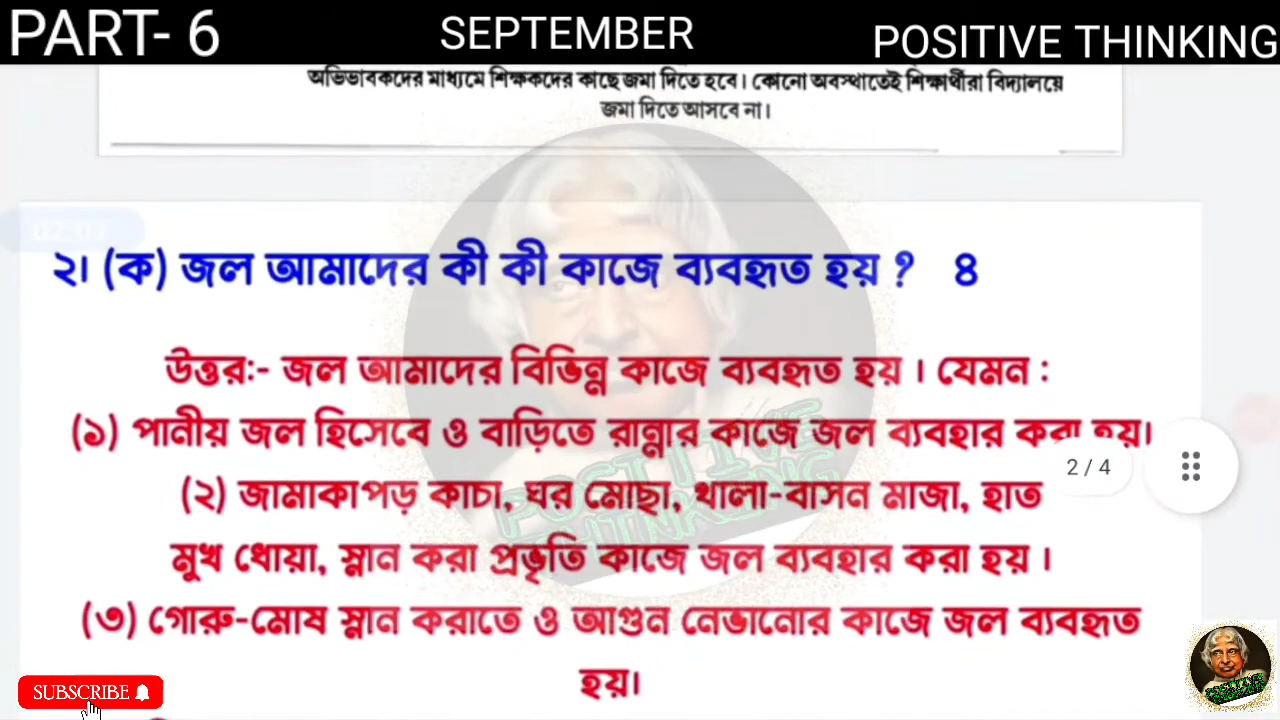 PART- 6 SEPTEMBER POSITIVE THINKING
অভিভাবকদের মাধ্যমে শিক্ষকদের কাছে জমা দিতে হবে। কোনো অবস্থাতেই শিক্ষার্থীরা বিদ্যালয়ে
জমা দিতে আসবে না।
২। (ক) জল আমাদের কী কী কাজে ব্যবহৃত হয় ? ৪
উত্তর:- জল আমাদের বিভিন্ন কাজে ব্যবহৃত হয় । যেমন :
(১) পানীয় জল হিসেবে ও বাড়িতে রান্নার কাজে জল ব্যবহার করা হয়।
2 / 4
(২) জামাকাপড় কাচা, ঘর মোছা, থালা-বাসন মাজা, হাত
মুখ ধোয়া, স্নান করা প্রভৃতি কাজে জল ব্যবহার করা হয় ।
(৩) গোরু-মোষ স্নান করাতে ও আগুন নেভানোর কাজে জল ব্যবহৃত
হয়।
SUBSCRIBE
POSITIVE
THINKING